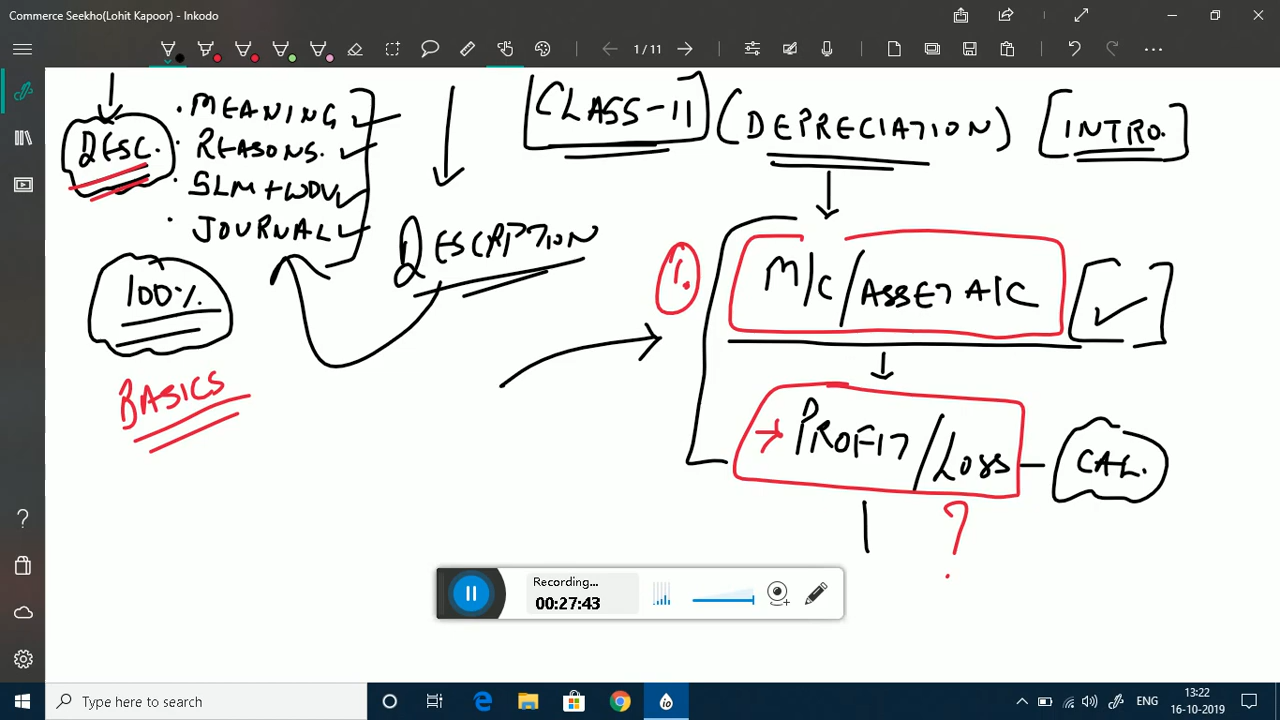 Commerce Seekho(Lohit Kapoor) - Inkodo
1 / 11
CLASS-11 (DEPRECIATION) [INTRO.]
DESC.
· MEANING
· REASONS.
· SLM + WDV
· JOURNAL
DESCRPTION
100%
BASICS
1.
M/C/ASSET A/C
→ PROFIT/LOSS
CAL.
?
Recording...
00:27:43
Type here to search
ENG
13:22
16-10-2019